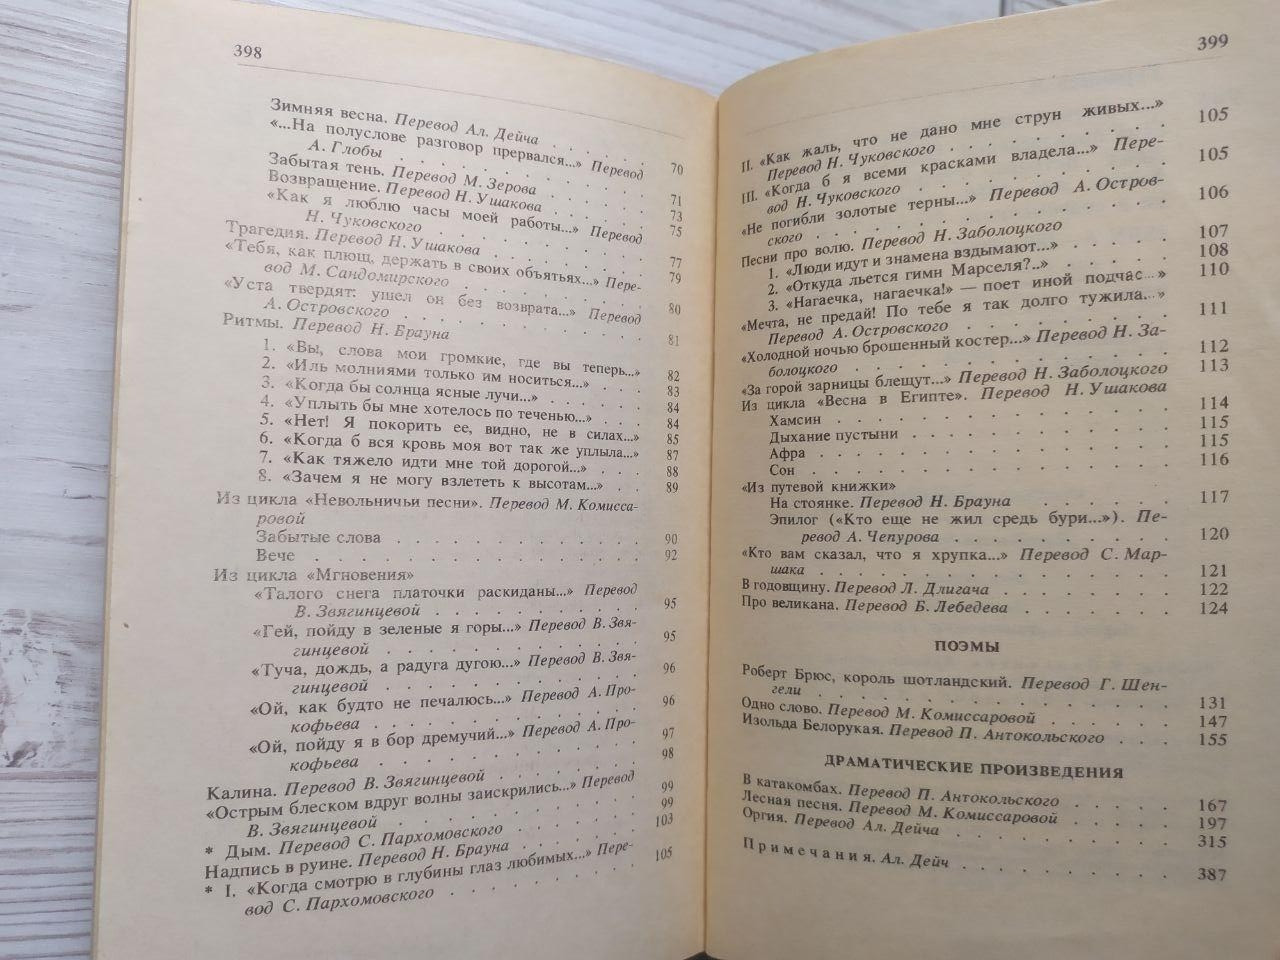 398
Зимняя весна. Перевод Ал. Дейча . . . . . . 70
«...На полуслове разговор прервался...» Перевод
А. Глобы . . . . . . . . . . 71
Забытая тень. Перевод М. Зерова . . . . . . 73
Возвращение. Перевод Н. Ушакова . . . . . . 75
«Как я люблю часы моей работы...» Перевод
Н. Чуковского . . . . . . . . . 77
Трагедия. Перевод Н. Ушакова . . . . . . . 79
«Тебя, как плющ, держать в своих объятьях...» Пере-
вод М. Сандомирского . . . . . . . . 80
«Уста твердят: ушел он без возврата...» Перевод
А. Островского . . . . . . . . . . 81
Ритмы. Перевод Н. Брауна
1. «Вы, слова мои громкие, где вы теперь...» 82
2. «Иль молниями только им носиться...» . . . 83
3. «Когда бы солнца ясные лучи...» . . . . . 84
4. «Уплыть бы мне хотелось по теченью...» . . 84
5. «Нет! Я покорить ее, видно, не в силах...» 85
6. «Когда б вся кровь моя вот так же уплыла...» 87
7. «Как тяжело идти мне той дорогой...» . . . 88
8. «Зачем я не могу взлететь к высотам...» . . 89
Из цикла «Невольничьи песни». Перевод М. Комисса-
ровой
Забытые слова . . . . . . . . . . . 90
Вече . . . . . . . . . . . . . 92
Из цикла «Мгновения»
«Талого снега платочки раскиданы...» Перевод
В. Звягинцевой . . . . . . . . . 95
«Гей, пойду в зеленые я горы...» Перевод В. Звя-
гинцевой . . . . . . . . . . . 95
«Туча, дождь, а радуга дугою...» Перевод В. Звя-
гинцевой . . . . . . . . . . . 96
«Ой, как будто не печалюсь...» Перевод А. Про-
кофьева . . . . . . . . . . . 96
«Ой, пойду я в бор дремучий...» Перевод А. Про-
кофьева . . . . . . . . . . . 97
Калина. Перевод В. Звягинцевой . . . . . . 98
«Острым блеском вдруг волны заискрились...» Перевод
В. Звягинцевой . . . . . . . . . . 99
* Дым. Перевод С. Пархомовского . . . . . . 99
Надпись в руине. Перевод Н. Брауна . . . . . 103
* I. «Когда смотрю в глубины глаз любимых...» Пере-
вод С. Пархомовского . . . . . . . . 105
399
II. «Как жаль, что не дано мне струн живых...»
Перевод Н. Чуковского . . . . . . . . 105
III. «Когда б я всеми красками владела...» Пере-
вод Н. Чуковского . . . . . . . . . 105
«Не погибли золотые терны...» Перевод А. Остров-
ского . . . . . . . . . . . . . 106
Песни про волю. Перевод Н. Заболоцкого
1. «Люди идут и знамена вздымают...» . . . . . 107
2. «Откуда льется гимн Марселя?..» . . . . . 108
3. «Нагаечка, нагаечка!» — поет иной подчас...» 110
«Мечта, не предай! По тебе я так долго тужила...»
Перевод А. Островского . . . . . . . . 111
«Холодной ночью брошенный костер...» Перевод Н. За-
болоцкого . . . . . . . . . . . . 112
«За горой зарницы блещут...» Перевод Н. Заболоцкого 113
Из цикла «Весна в Египте». Перевод Н. Ушакова
Хамсин . . . . . . . . . . . . . 114
Дыхание пустыни . . . . . . . . . . 115
Афра . . . . . . . . . . . . . . 115
Сон . . . . . . . . . . . . . . 116
«Из путевой книжки»
На стоянке. Перевод Н. Брауна . . . . . . 117
Эпилог («Кто еще не жил средь бури...»). Пе-
ревод А. Чепурова . . . . . . . . . 120
«Кто вам сказал, что я хрупка...» Перевод С. Мар-
шака . . . . . . . . . . . . . . 121
В годовщину. Перевод Л. Длигача . . . . . . 122
Про великана. Перевод Б. Лебедева . . . . . . 124
ПОЭМЫ
Роберт Брюс, король шотландский. Перевод Г. Шен-
гели . . . . . . . . . . . . . . 131
Одно слово. Перевод М. Комиссаровой . . . . . 147
Изольда Белорукая. Перевод П. Антокольского . . . 155
ДРАМАТИЧЕСКИЕ ПРОИЗВЕДЕНИЯ
В катакомбах. Перевод П. Антокольского . . . . . 167
Лесная песня. Перевод М. Комиссаровой . . . . . 197
Оргия. Перевод Ал. Дейча . . . . . . . . . 315
Примечания. Ал. Дейч . . . . . . . . . . 387